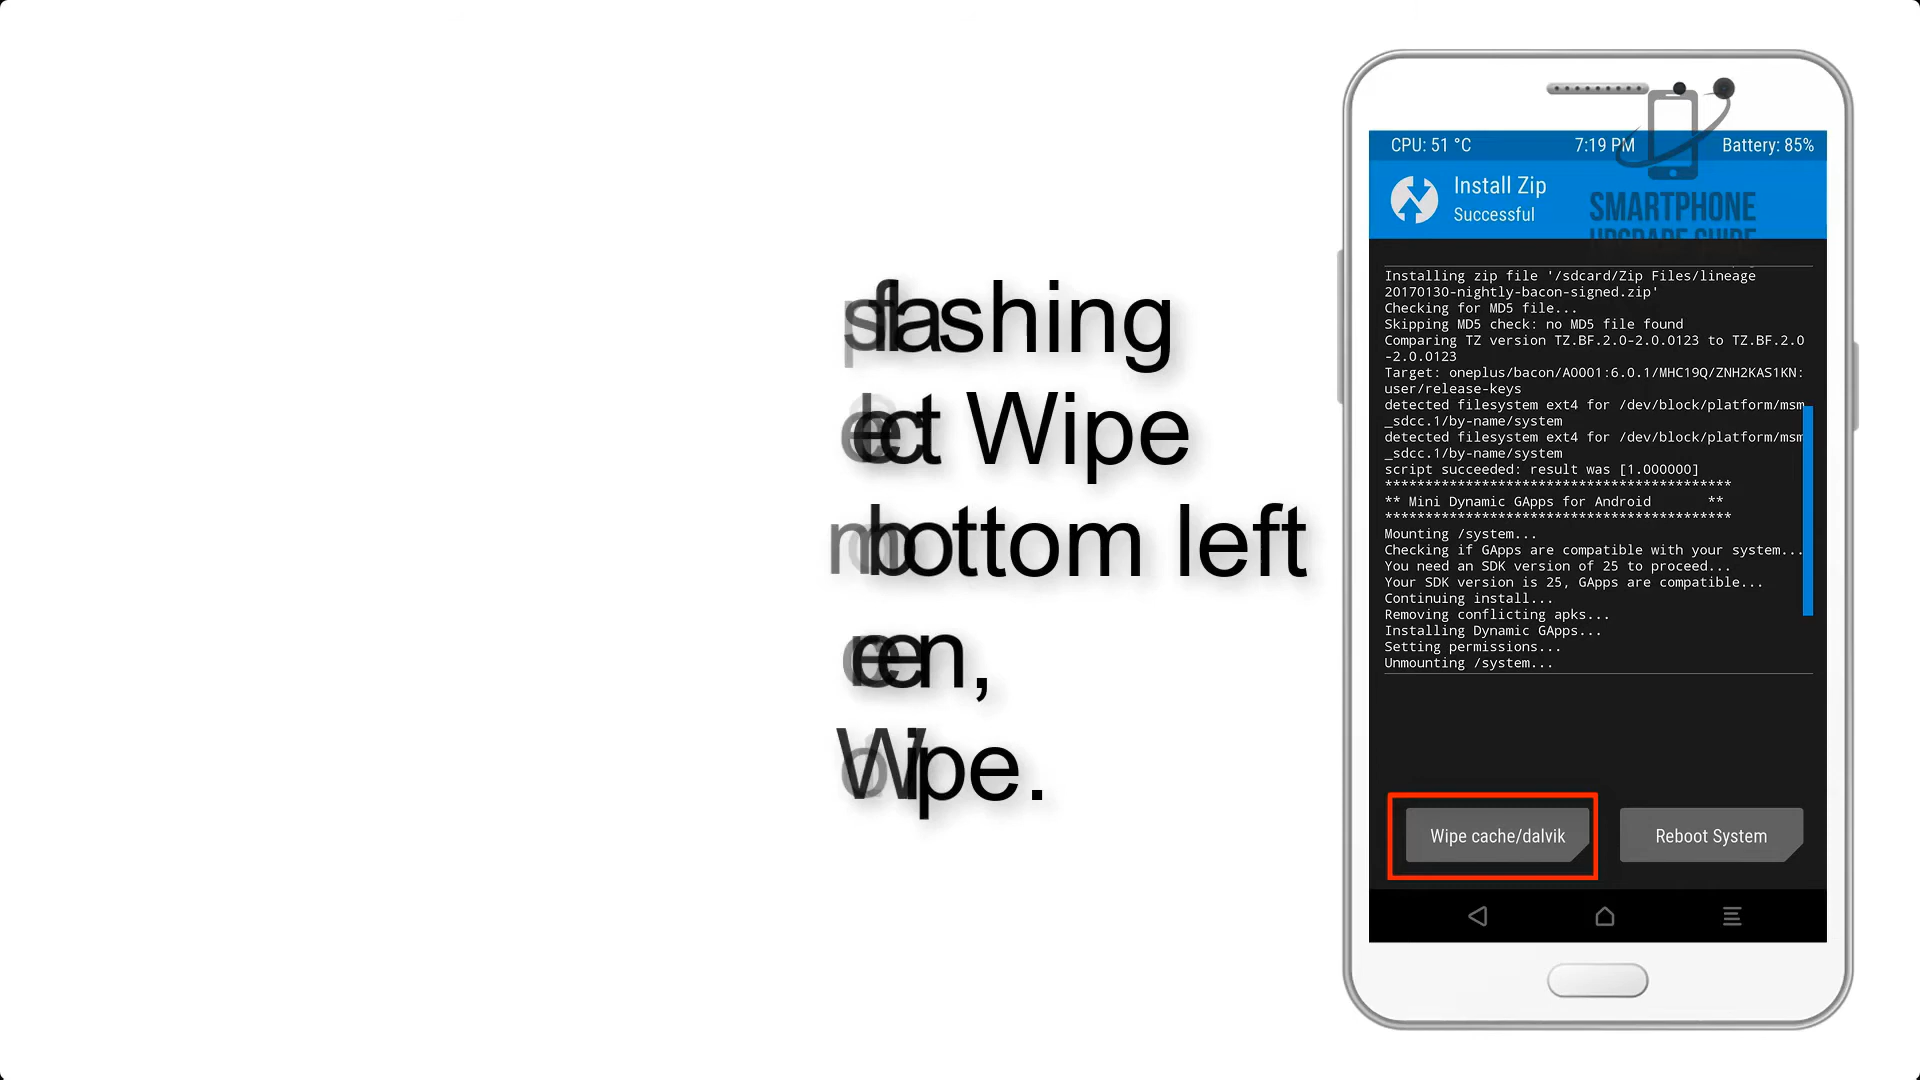 flashing
Wipe
bottom left
Wipe.
CPU: 51 °C 7:19 PM Battery: 85%
Install Zip
Successful
SMARTPHONE
UPGRADE GUIDE
Installing zip file '/sdcard/Zip Files/lineage
20170130-nightly-bacon-signed.zip'
Checking for MD5 file...
Skipping MD5 check: no MD5 file found
Comparing TZ version TZ.BF.2.0-2.0.0123 to TZ.BF.2.0
-2.0.0123
Target: oneplus/bacon/A0001:6.0.1/MHC19Q/ZNH2KAS1KN:
user/release-keys
detected filesystem ext4 for /dev/block/platform/msm
_sdcc.1/by-name/system
detected filesystem ext4 for /dev/block/platform/msm
_sdcc.1/by-name/system
script succeeded: result was [1.000000]
*******************************************
** Mini Dynamic GApps for Android **
*******************************************
Mounting /system...
Checking if GApps are compatible with your system...
You need an SDK version of 25 to proceed...
Your SDK version is 25, GApps are compatible...
Continuing install...
Removing conflicting apks...
Installing Dynamic GApps...
Setting permissions...
Unmounting /system...
Wipe cache/dalvik Reboot System